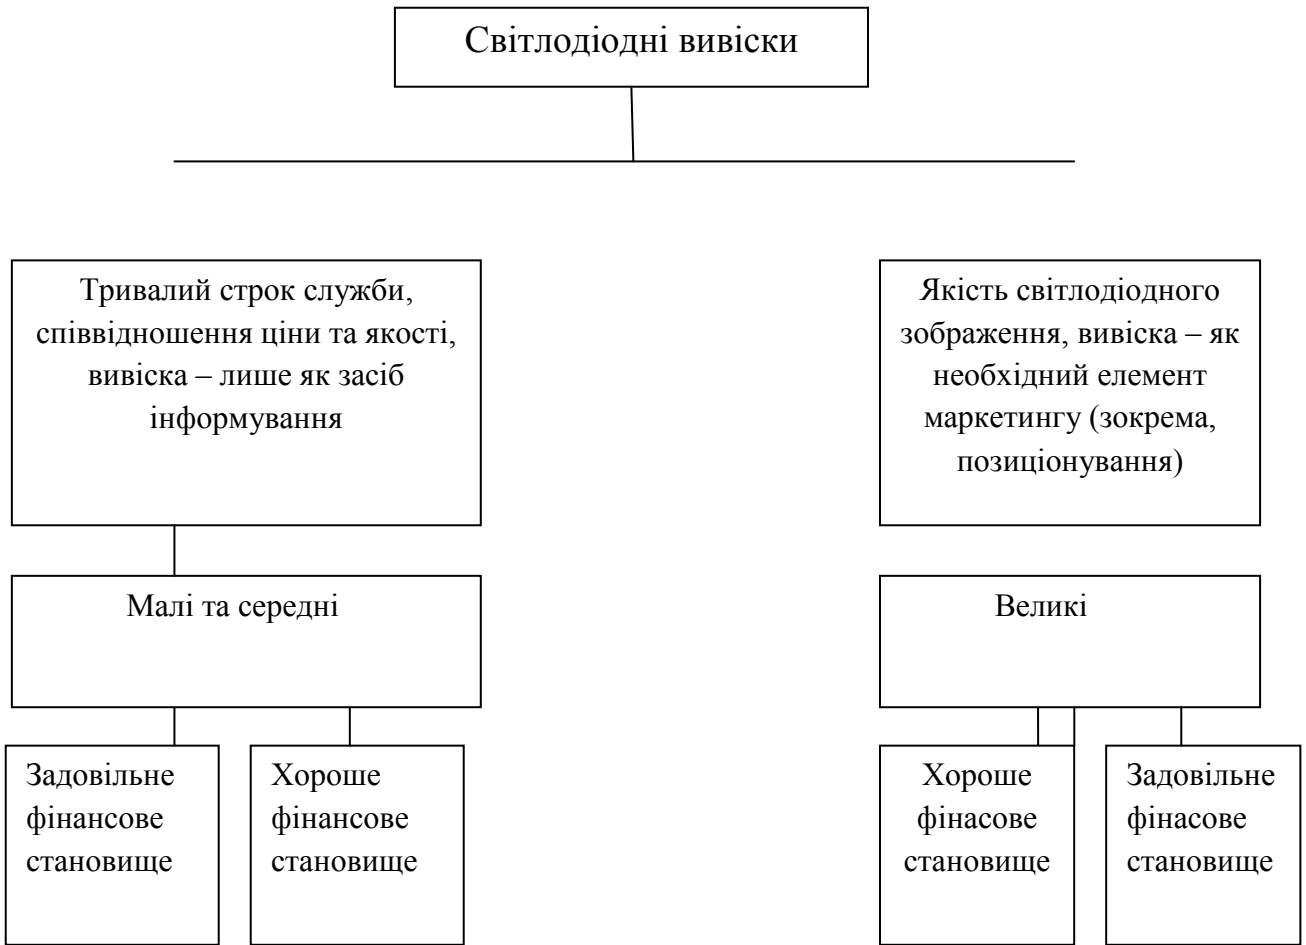 Світлодіодні вивіски
Тривалий строк служби,
співвідношення ціни та якості,
вивіска – лише як засіб
інформування
Якість світлодіодного
зображення, вивіска – як
необхідний елемент
маркетингу (зокрема,
позиціонування)
Малі та середні
Великі
Задовільне
фінансове
становище
Хороше
фінансове
становище
Хороше
фінасове
становище
Задовільне
фінасове
становище